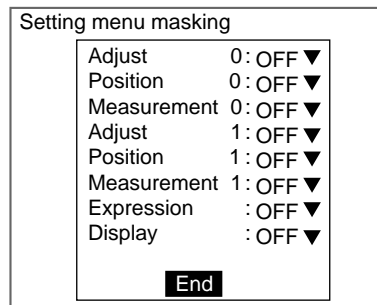 Setting menu masking
Adjust 0: OFF ▼
Position 0: OFF ▼
Measurement 0: OFF ▼
Adjust 1: OFF ▼
Position 1: OFF ▼
Measurement 1: OFF ▼
Expression : OFF ▼
Display : OFF ▼
End